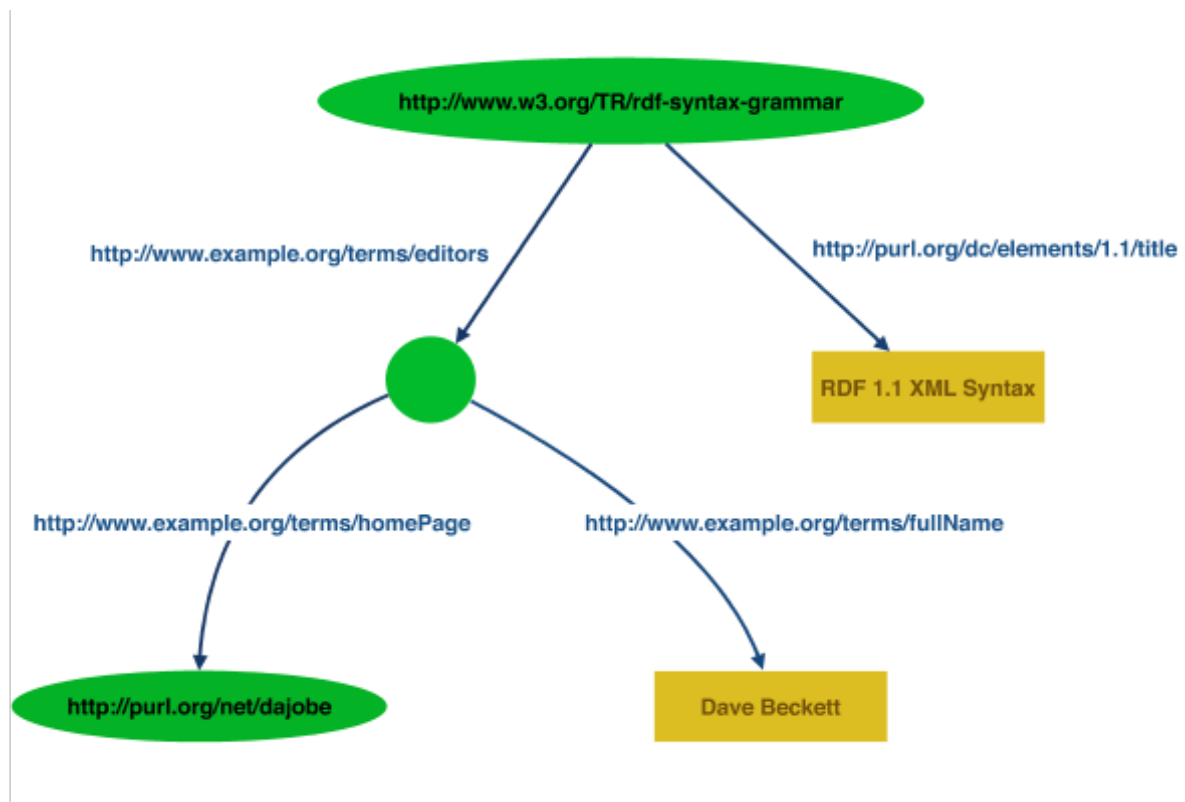 http://www.w3.org/TR/rdf-syntax-grammar
http://www.example.org/terms/editors
http://purl.org/dc/elements/1.1/title
RDF 1.1 XML Syntax
http://www.example.org/terms/homePage
http://www.example.org/terms/fullName
http://purl.org/net/dajobe
Dave Beckett